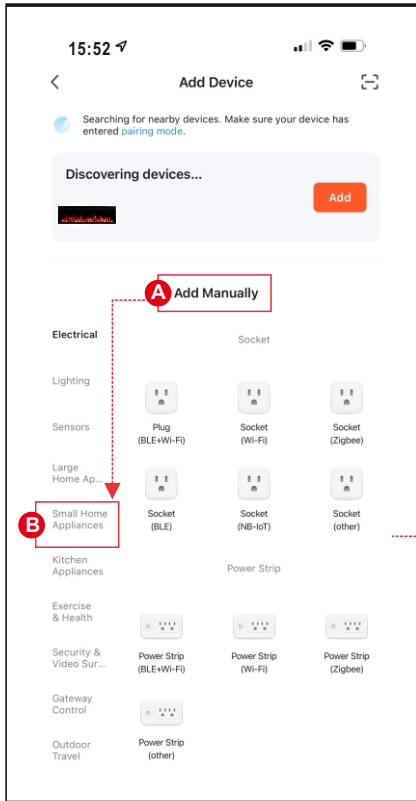 15:52
Add Device
Searching for nearby devices. Make sure your device has
entered pairing mode.
Discovering devices...
Add
A Add Manually
Electrical
Socket
Lighting
Sensors
Plug
(BLE+Wi-Fi)
Socket
(Wi-Fi)
Socket
(Zigbee)
Large
Home Ap...
B Small Home
Appliances
Socket
(BLE)
Socket
(NB-IoT)
Socket
(other)
Kitchen
Appliances
Power Strip
Exercise
& Health
Security &
Video Sur...
Power Strip
(BLE+Wi-Fi)
Power Strip
(Wi-Fi)
Power Strip
(Zigbee)
Gateway
Control
Outdoor
Travel
Power Strip
(other)